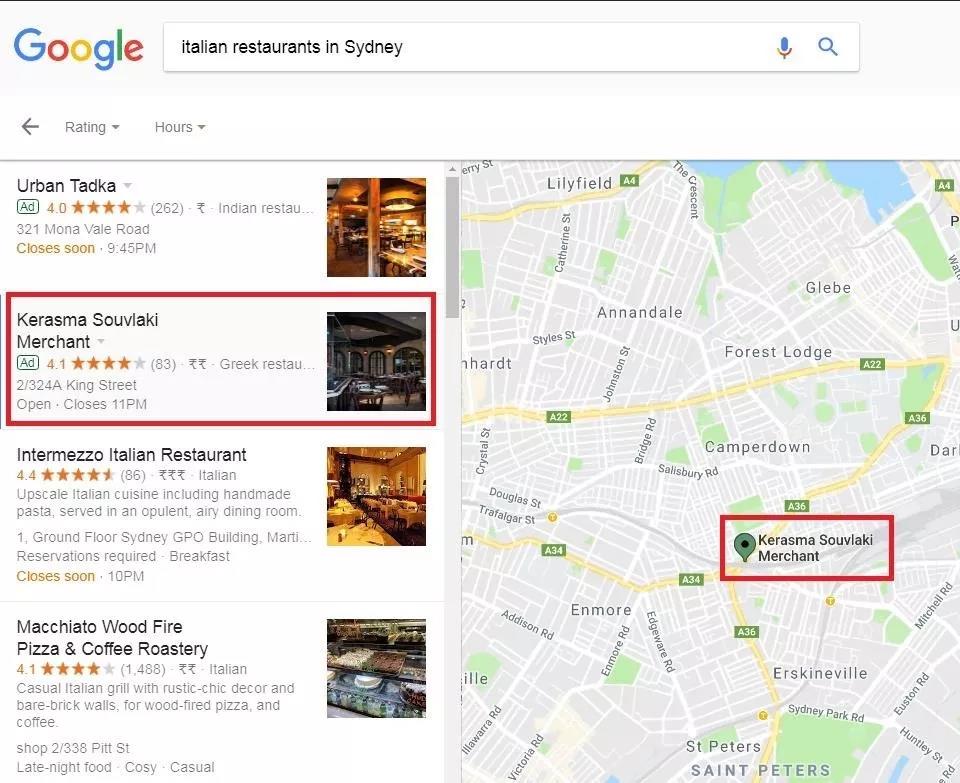 Google
italian restaurants in Sydney
Rating
Hours
Urban Tadka
Ad 4.0 (262) · ₹ · Indian restau...
321 Mona Vale Road
Closes soon · 9:45PM
Kerasma Souvlaki
Merchant
Ad 4.1 (83) · ₹₹ · Greek restau...
2/324A King Street
Open · Closes 11PM
Intermezzo Italian Restaurant
4.4 (86) · ₹₹₹ · Italian
Upscale Italian cuisine including handmade
pasta, served in an opulent, airy dining room.
1, Ground Floor Sydney GPO Building, Marti...
Reservations required · Breakfast
Closes soon · 10PM
Macchiato Wood Fire
Pizza & Coffee Roastery
4.1 (1,488) · ₹₹ · Italian
Casual Italian grill with rustic-chic decor and
bare-brick walls, for wood-fired pizza, and
coffee.
shop 2/338 Pitt St
Late-night food · Cosy · Casual
erry St
Lilyfield
A4
The Crescent
A4
Catherine St
Glebe
Annandale
Styles St
Johnston St
nhardt
Forest Lodge
A22
A22
A36
Crystal St
Bridge Rd
Camperdown
Dar
Salisbury Rd
Douglas St
Trafalgar St
A36
m
A34
Kerasma Souvlaki
Merchant
A34
Enmore
Addison Rd
Enmore Rd
Edgeware Rd
A36
Mitchell Rd
Erskineville
ille
Euston Rd
Sydney Park Rd
Illawarra Rd
Victoria Rd
St Peters
Huntley St
SAINT PETERS